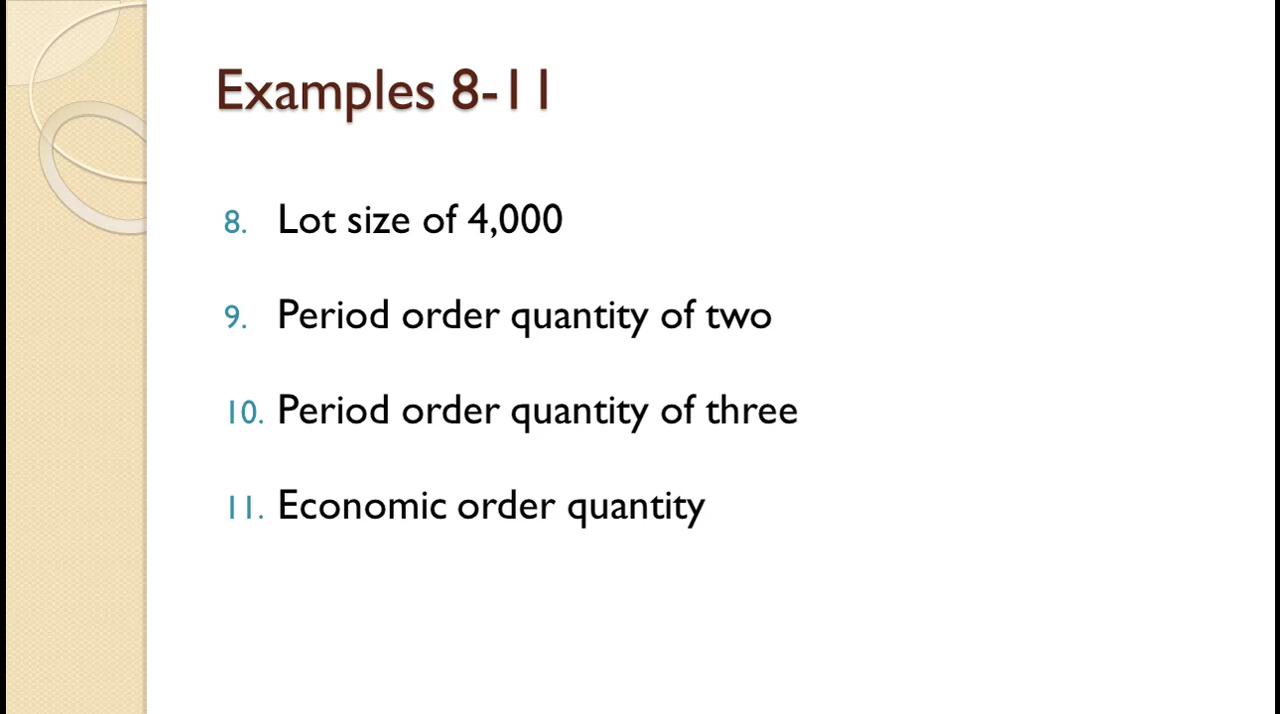 Examples 8-11
8. Lot size of 4,000
9. Period order quantity of two
10. Period order quantity of three
11. Economic order quantity